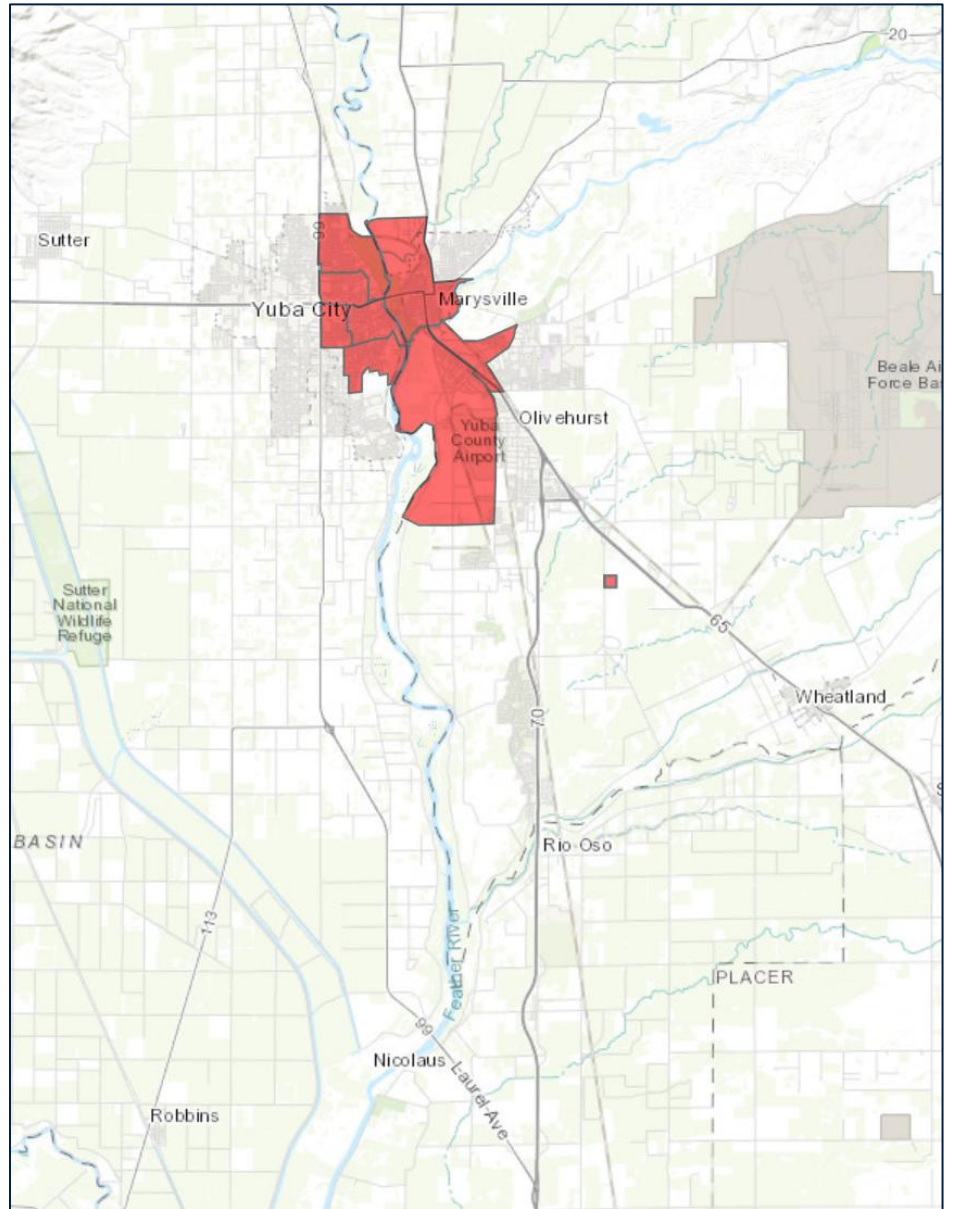 20
99
Sutter
Yuba City
Marysville
Beale Ai
Force Bas
Olivehurst
Yuba
County
Airport
Sutter
National
Wildlife
Refuge
65
Wheatland
70
BASIN
Rio Oso
113
Feather River
PLACER
99
Nicolaus
Laurel Ave
Robbins